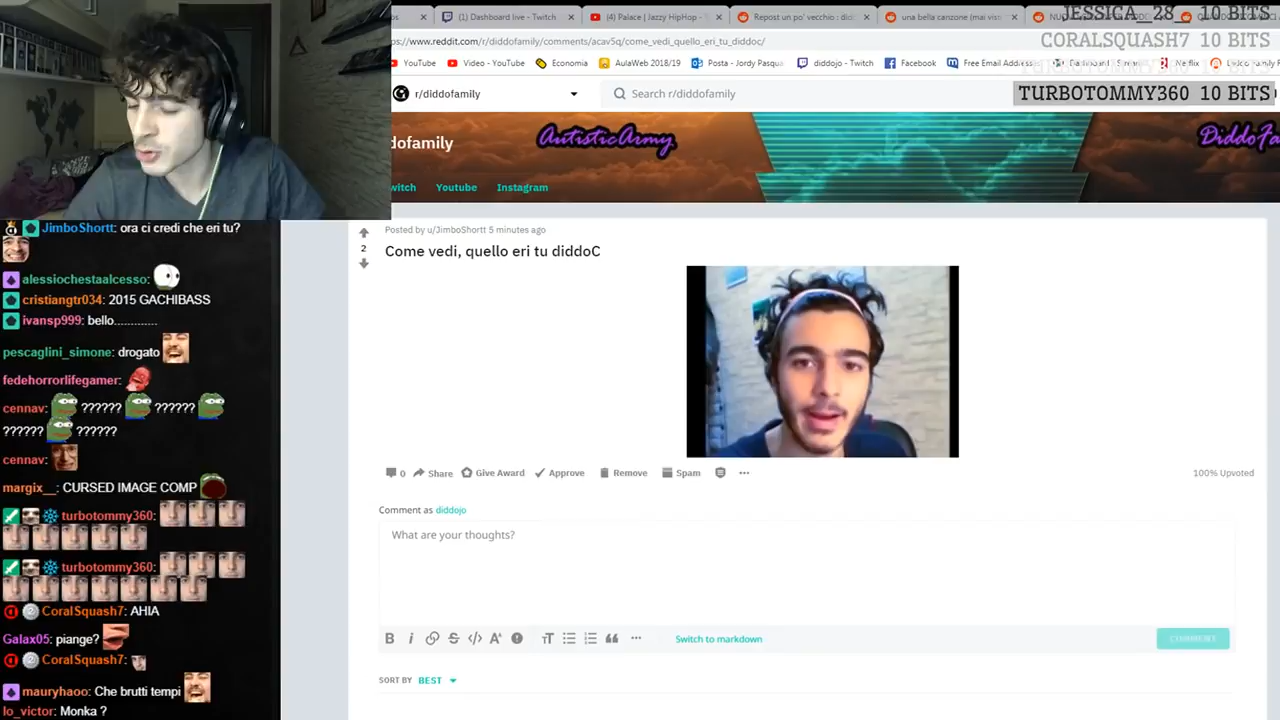 (1) Dashboard live - Twitch
(4) Palace | Jazzy HipHop -
Repost un po' vecchio : dis
una bella canzone (mai vis
JESSICA_28_ 10 BITS
ps://www.reddit.com/r/diddofamily/comments/acav5q/come_vedi_quello_eri_tu_diddoc/
CORALSQUASH7 10 BITS
YouTube
Video - YouTube
Economia
AulaWeb 2018/19
Posta - Jordy Pasqua
diddojo - Twitch
Facebook
Free Email Addresses
r/diddofamily
Search r/diddofamily
TURBOTOMMY360 10 BITS
dofamily
AutisticArmy
DiddoFa
witch
Youtube
Instagram
Posted by u/JimboShortt 5 minutes ago
2
Come vedi, quello eri tu diddoC
0
Share
Give Award
Approve
Remove
Spam
100% Upvoted
Comment as diddojo
What are your thoughts?
B
i
Switch to markdown
COMMENT
SORT BY BEST
JimboShortt: ora ci credi che eri tu?
alessiochestaalcesso:
cristiangtr034: 2015 GACHIBASS
ivansp999: bello.............
pescaglini_simone: drogato
fedehorrorlifegamer:
cennav: ?????? ??????
?????? ??????
cennav:
margix__: CURSED IMAGE COMP
turbotommy360:
turbotommy360:
CoralSquash7: AHIA
Galax05: piange?
CoralSquash7:
mauryhaoo: Che brutti tempi
lo_victor: Monka ?